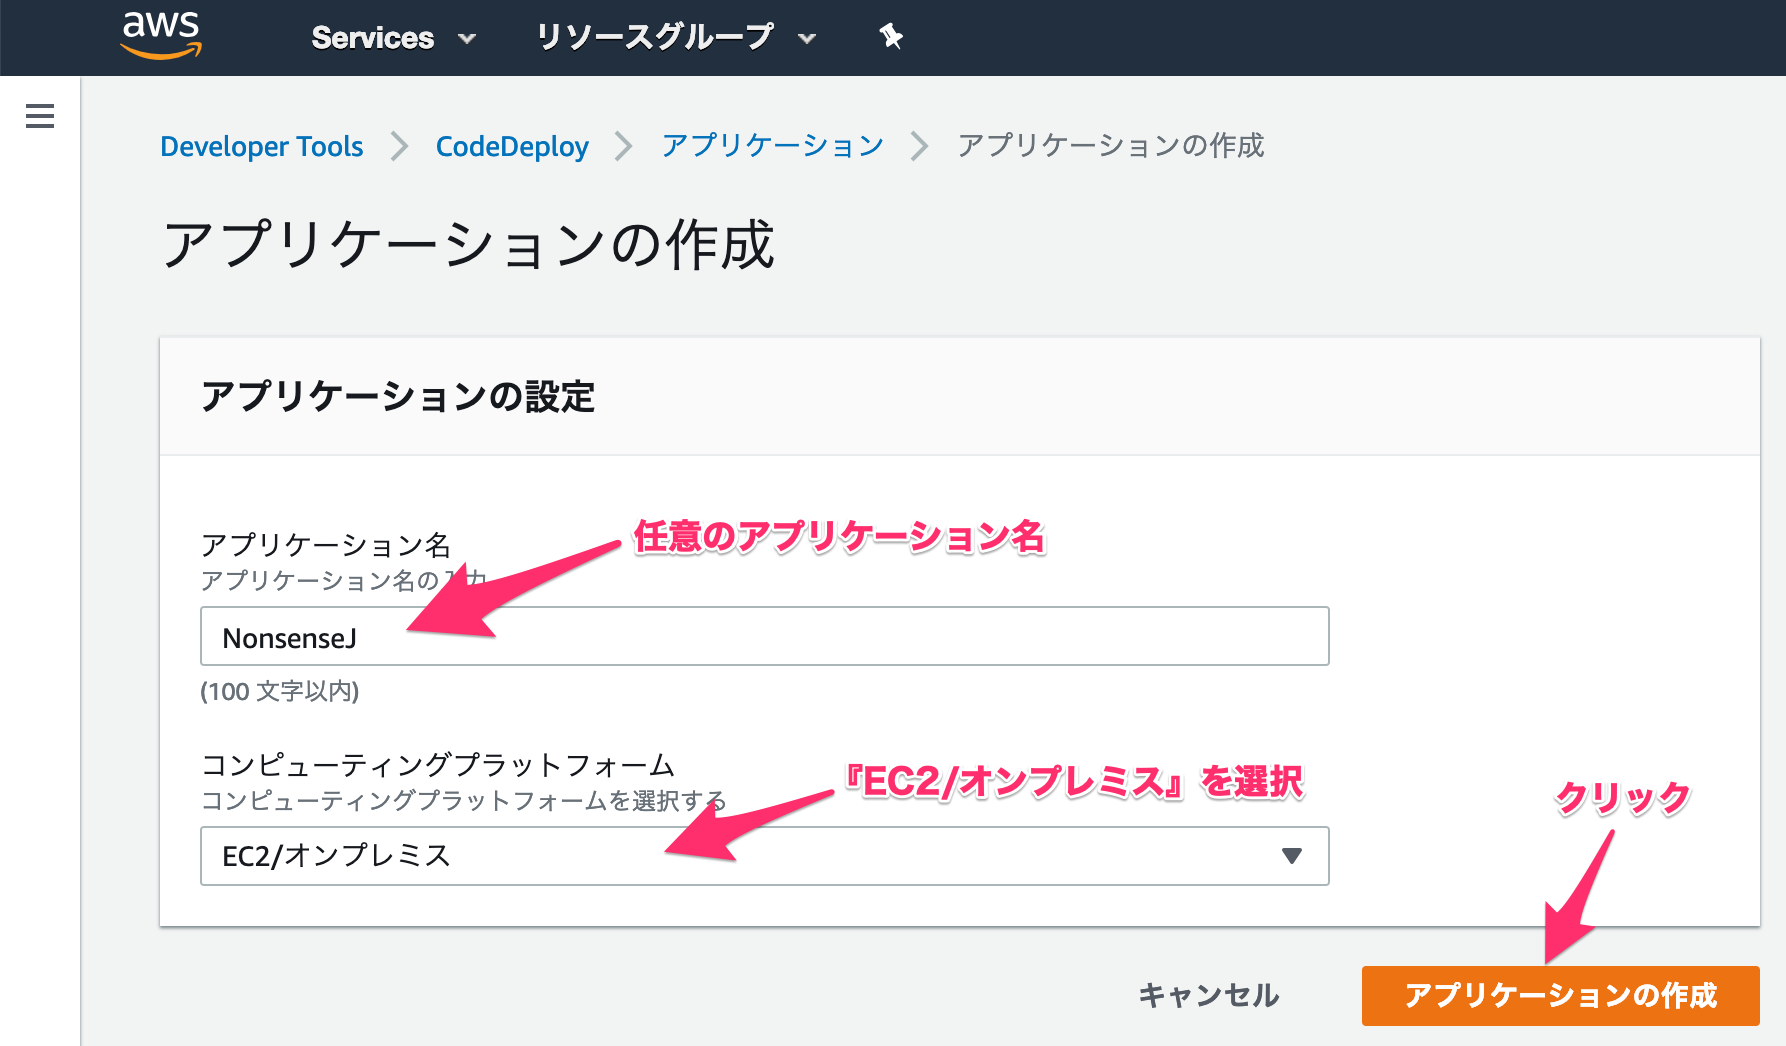 aws
Services
リソースグループ
Developer Tools
CodeDeploy
アプリケーション
アプリケーションの作成
アプリケーションの作成
アプリケーションの設定
任意のアプリケーション名
アプリケーション名
アプリケーション名の入力
NonsenseJ
(100 文字以内)
コンピューティングプラットフォーム
『EC2/オンプレミス』を選択
コンピューティングプラットフォームを選択する
クリック
EC2/オンプレミス
キャンセル
アプリケーションの作成